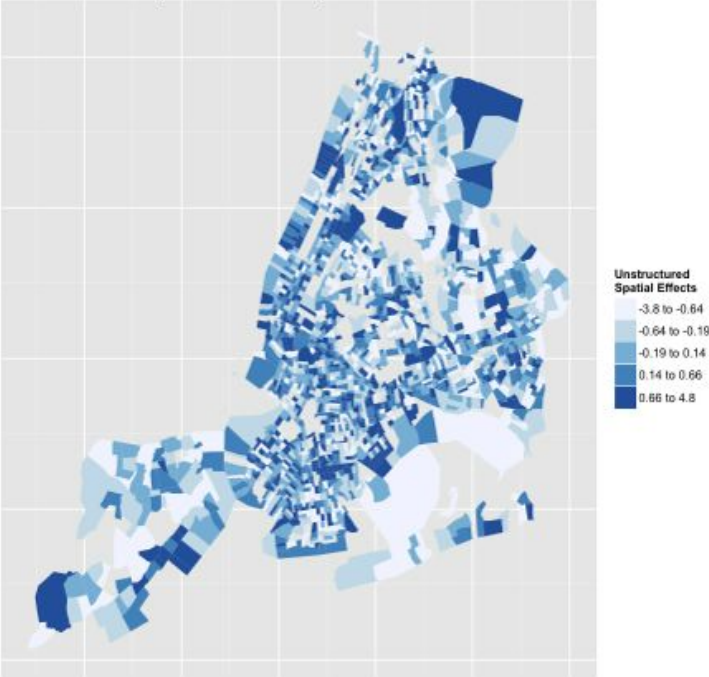 Unstructured
Spatial Effects
-3.8 to -0.64
-0.64 to -0.19
-0.19 to 0.14
0.14 to 0.66
0.66 to 4.8